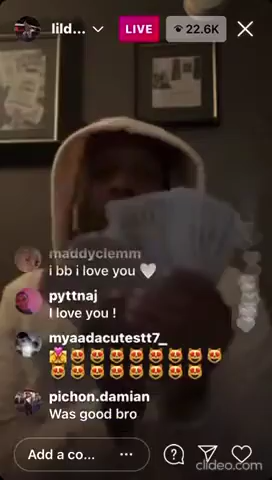 lild...
LIVE
22.6K
maddyclemm
i bb i love you 🤍
pyttnaj
I love you !
myaadacutestt7_
💏😻😻😻😻😻😻😻😻
😻😻😻😻😻😻😻😻
pichon.damian
Was good bro
Add a co...
clideo.com